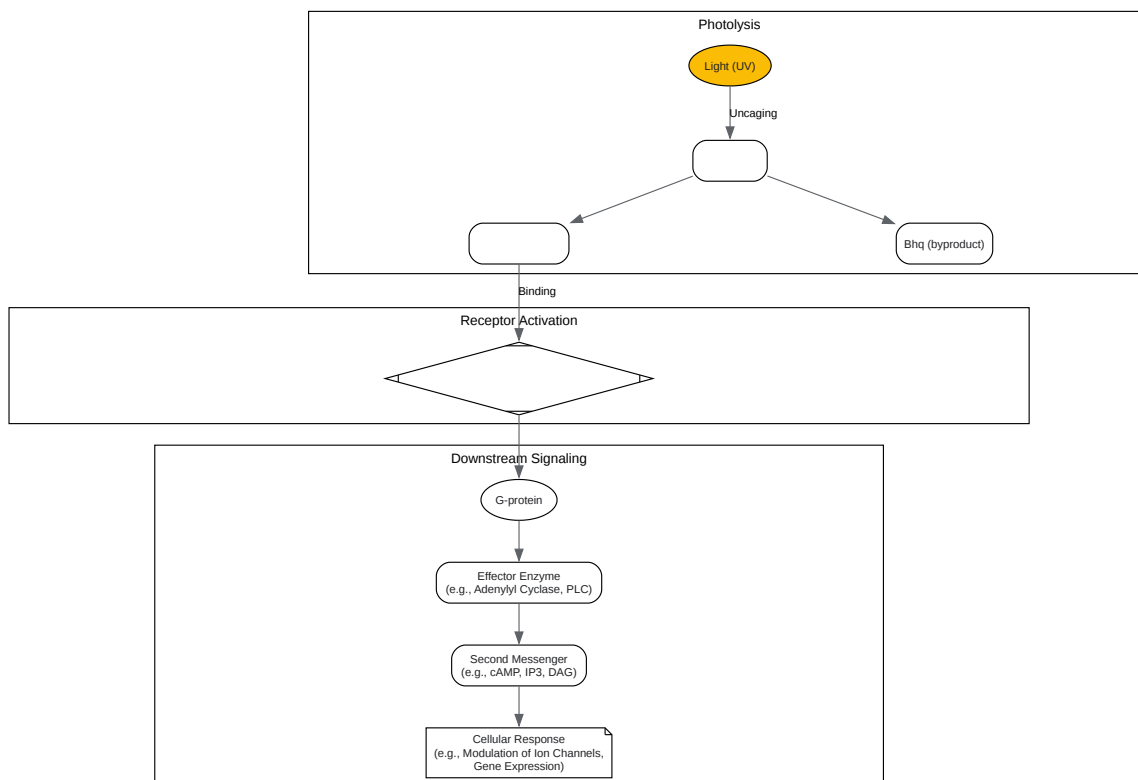 Photolysis
Light (UV)
Uncaging
Bhq (byproduct)
Binding
Receptor Activation
Downstream Signaling
G-protein
Effector Enzyme
(e.g., Adenylyl Cyclase, PLC)
Second Messenger
(e.g., cAMP, IP3, DAG)
Cellular Response
(e.g., Modulation of Ion Channels,
Gene Expression)